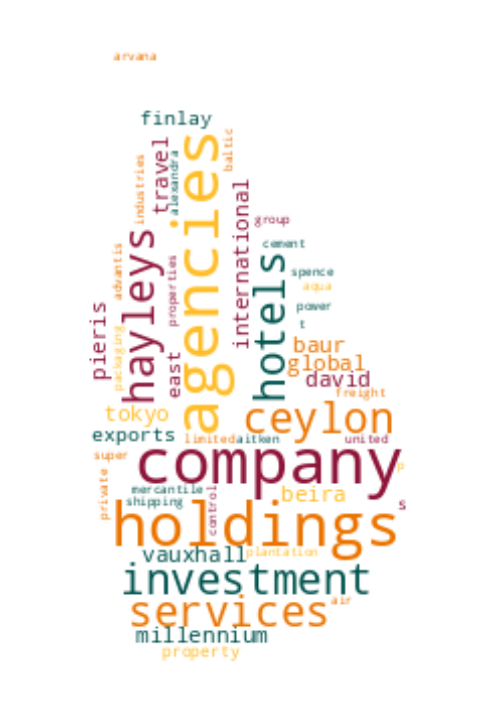 arvana
finlay
agencies
baltic
travel
alexandra
industries
international
group
hayleys
cement
hotels
properties
advantis
spence
aqua
power
pieris
packaging
t
east
baur
global
david
freight
tokyo
ceylon
exports
limited
aitken
united
company
super
p
private
mercantile
control
beira
shipping
s
holdings
vauxhall
plantation
investment
services
air
millennium
property